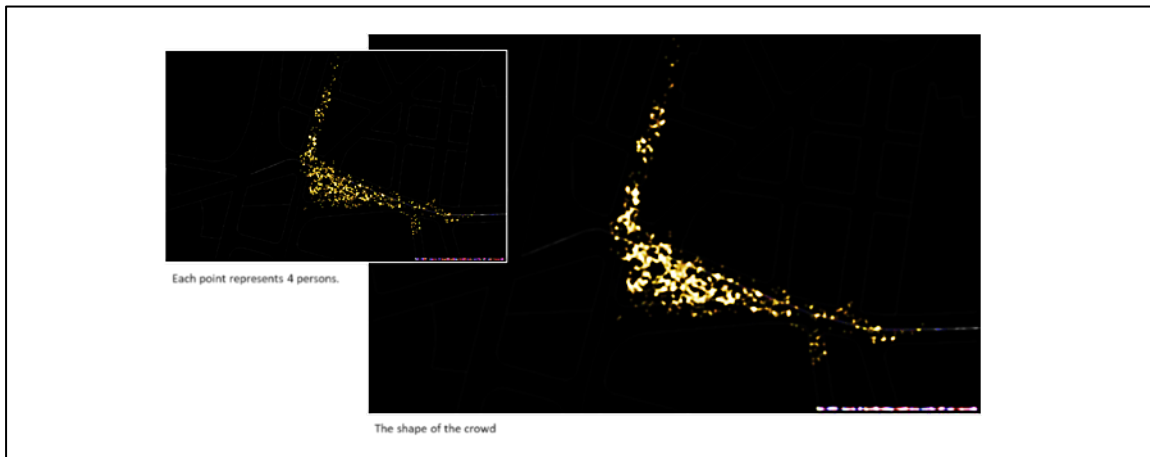 Each point represents 4 persons.
The shape of the crowd